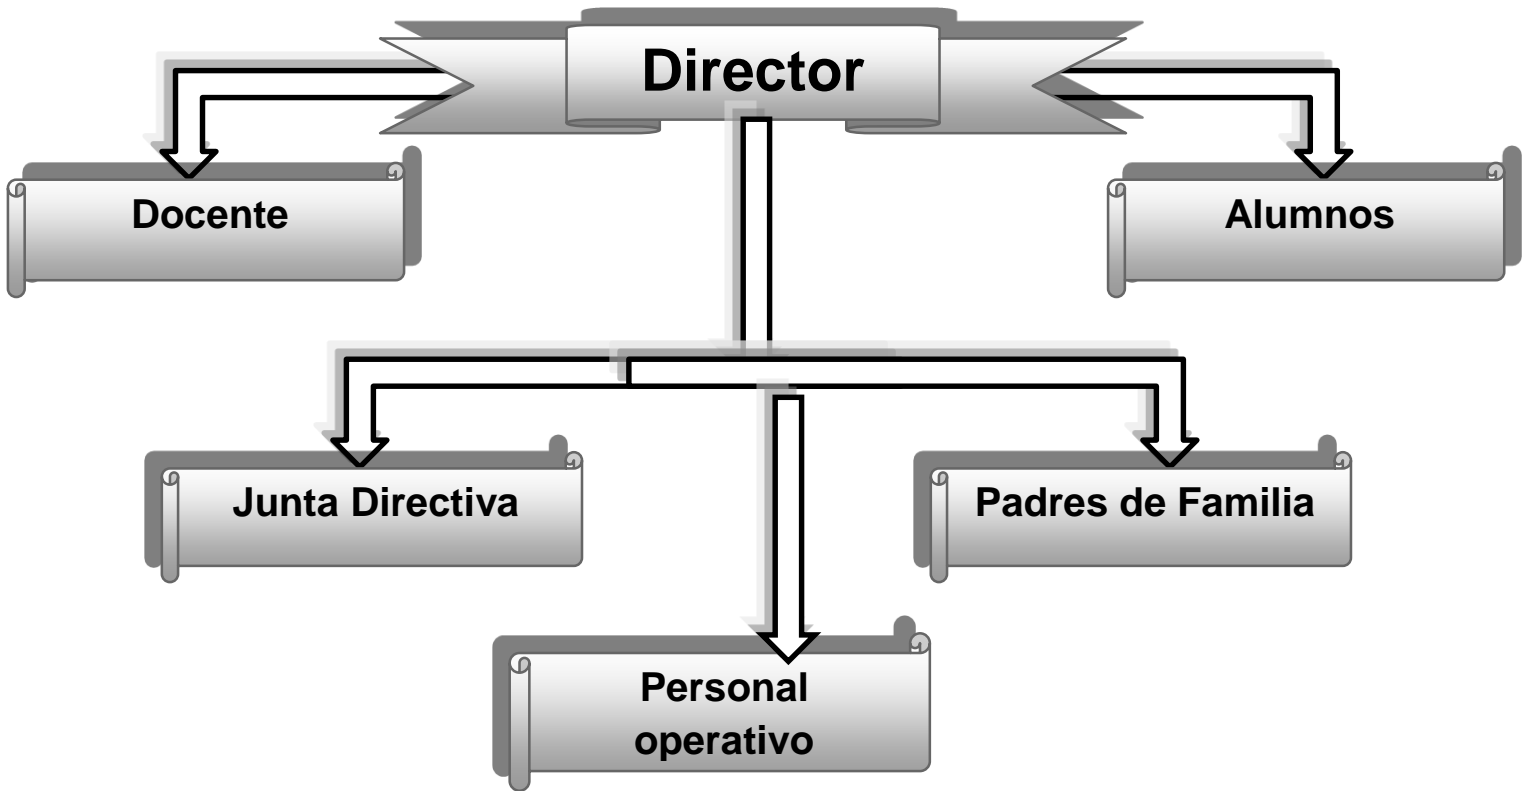 Director
Docente
Alumnos
Junta Directiva
Padres de Familia
Personal
operativo